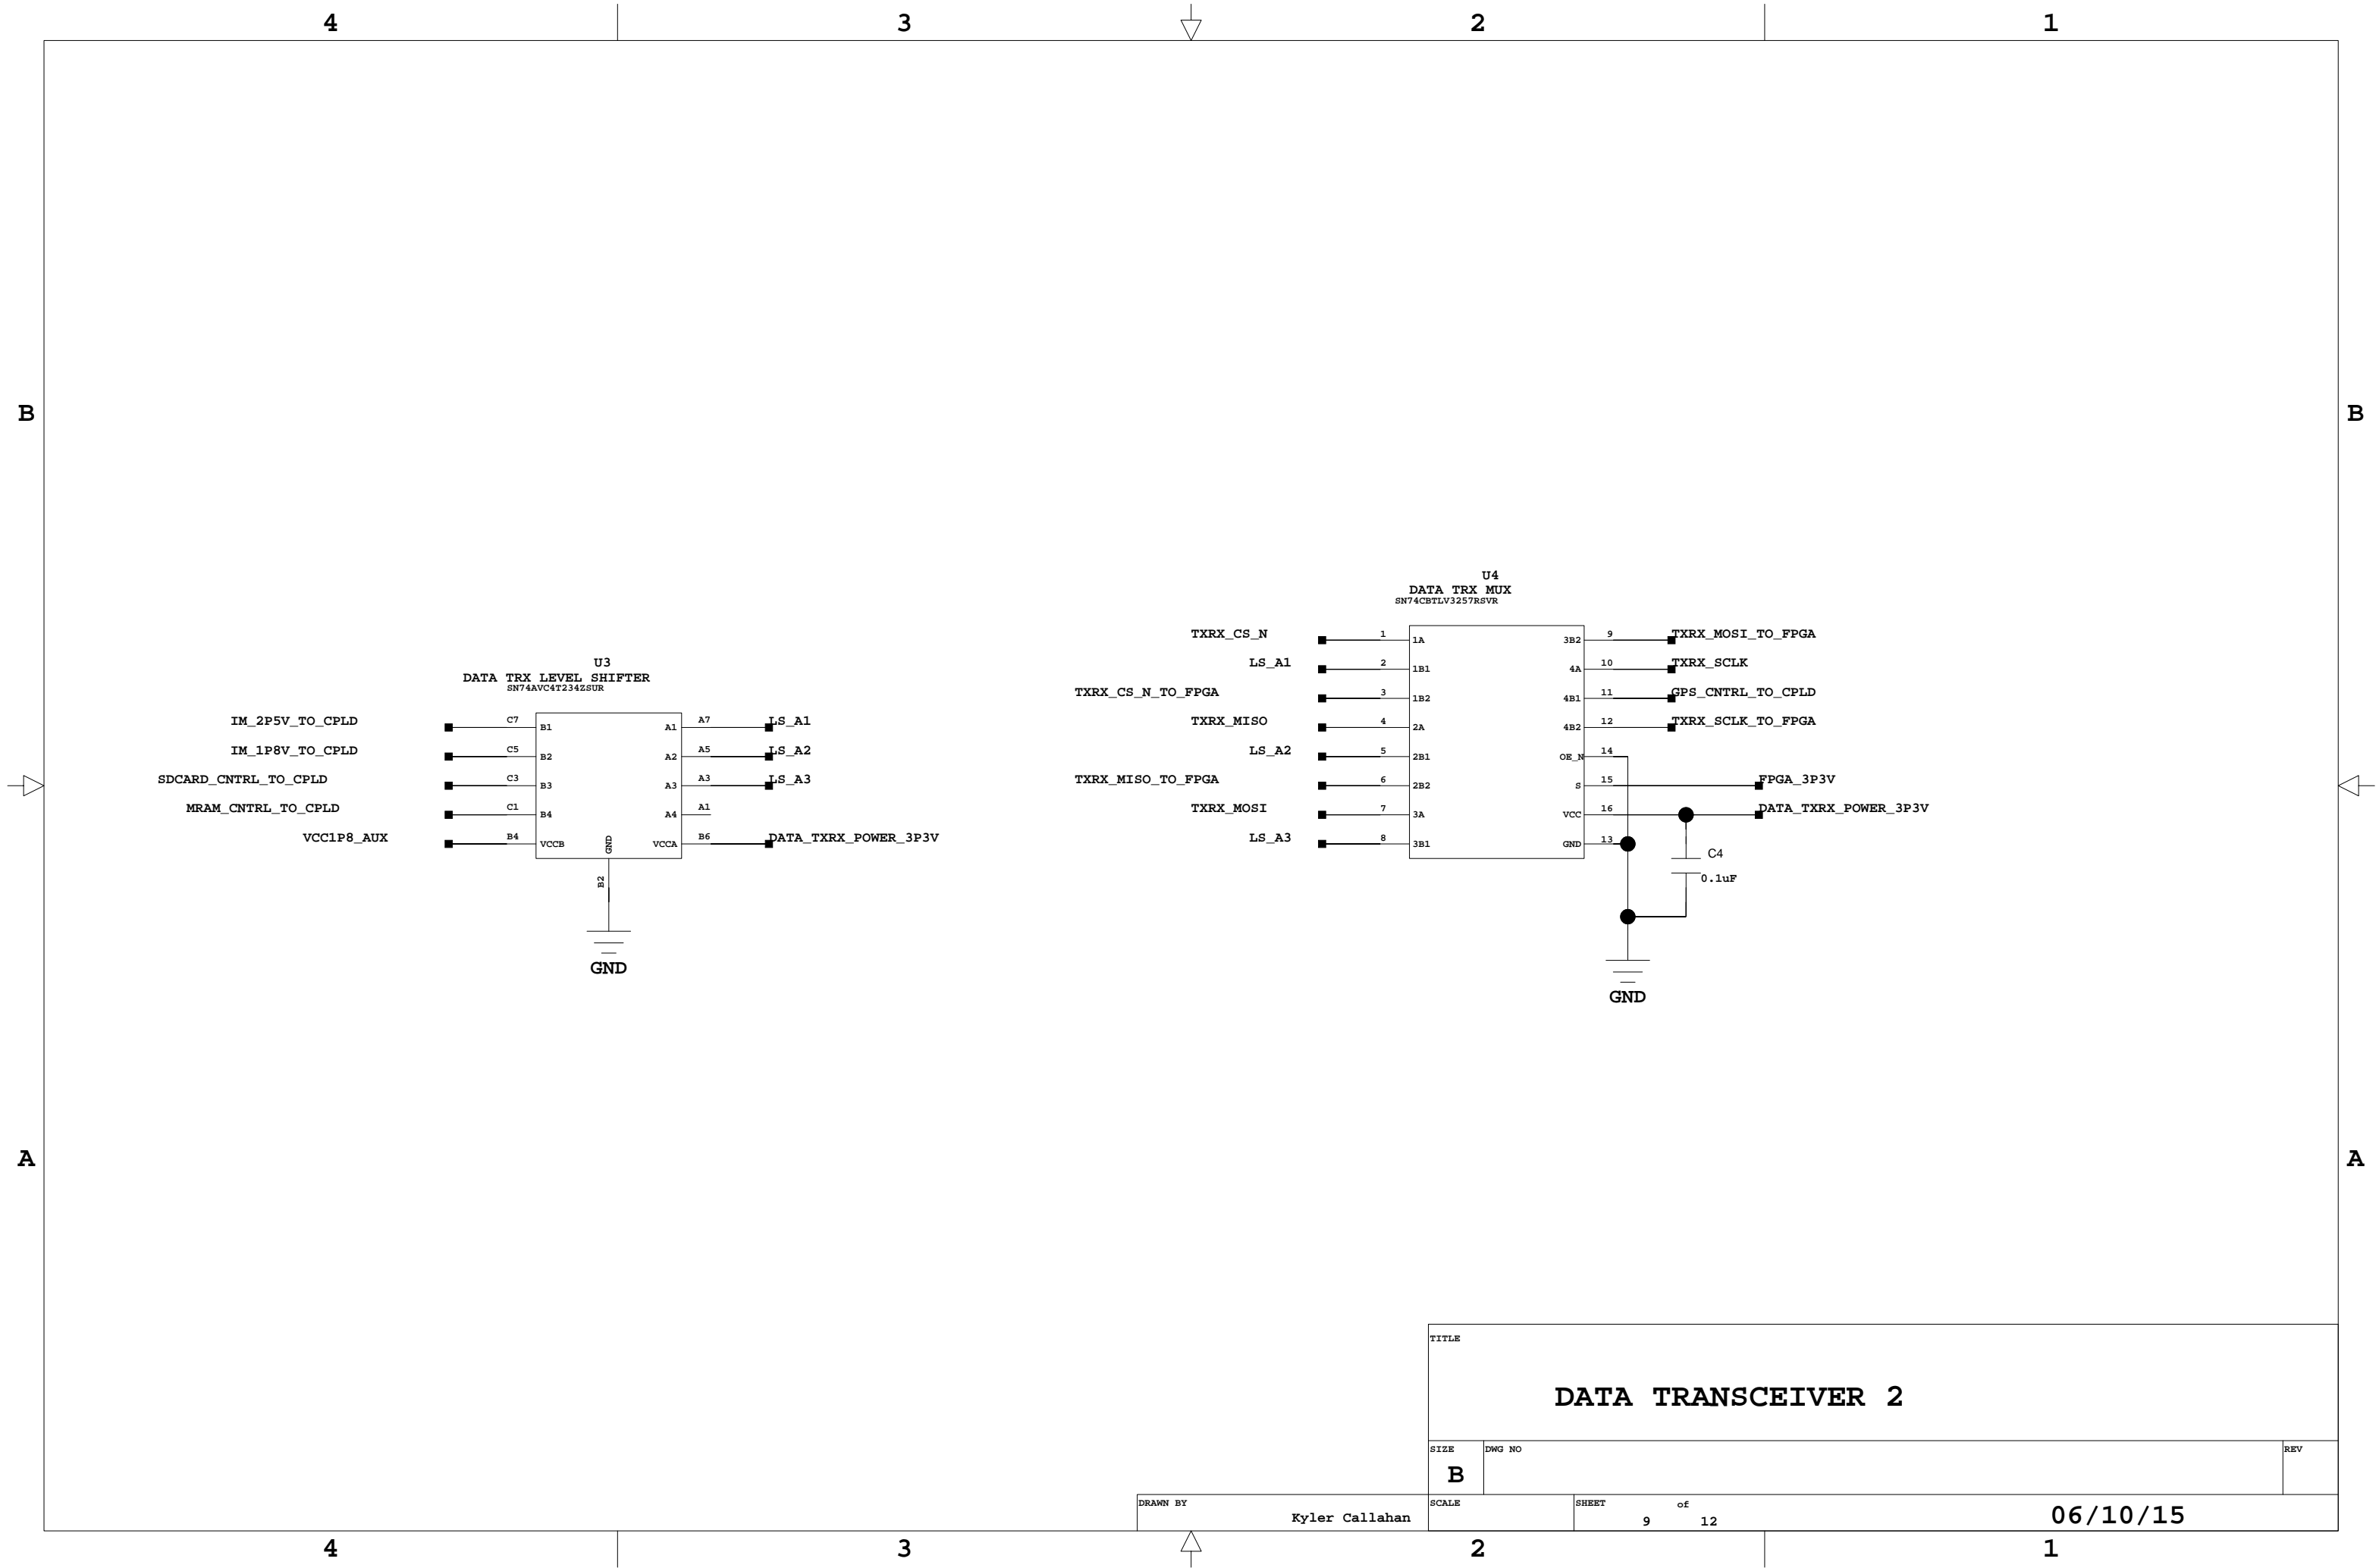 4 3 2 1
B B
A A
U3
DATA TRX LEVEL SHIFTER
SN74AVC4T234ZSUR
IM_2P5V_TO_CPLD C7 B1 A1 A7 LS_A1
IM_1P8V_TO_CPLD C5 B2 A2 A5 LS_A2
SDCARD_CNTRL_TO_CPLD C3 B3 A3 A3 LS_A3
MRAM_CNTRL_TO_CPLD C1 B4 A4 A1
VCC1P8_AUX B4 VCCB GND VCCA B6 DATA_TXRX_POWER_3P3V
B2
GND
U4
DATA TRX MUX
SN74CBTLV3257RSVR
TXRX_CS_N 1 1A 3B2 9 TXRX_MOSI_TO_FPGA
LS_A1 2 1B1 4A 10 TXRX_SCLK
TXRX_CS_N_TO_FPGA 3 1B2 4B1 11 GPS_CNTRL_TO_CPLD
TXRX_MISO 4 2A 4B2 12 TXRX_SCLK_TO_FPGA
LS_A2 5 2B1 OE_N 14
TXRX_MISO_TO_FPGA 6 2B2 S 15 FPGA_3P3V
TXRX_MOSI 7 3A VCC 16 DATA_TXRX_POWER_3P3V
LS_A3 8 3B1 GND 13
C4
0.1uF
GND
TITLE
DATA TRANSCEIVER 2
SIZE DWG NO REV
B
DRAWN BY SCALE SHEET of
Kyler Callahan 9 12 06/10/15
4 3 2 1